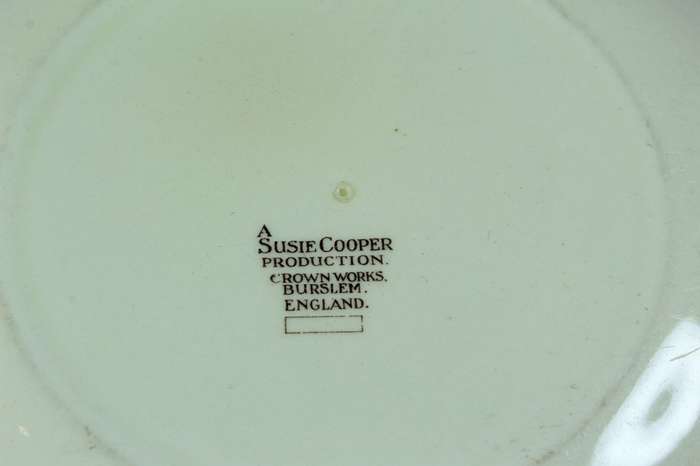 A
SUSIE COOPER
PRODUCTION.
CROWN WORKS.
BURSLEM.
ENGLAND.